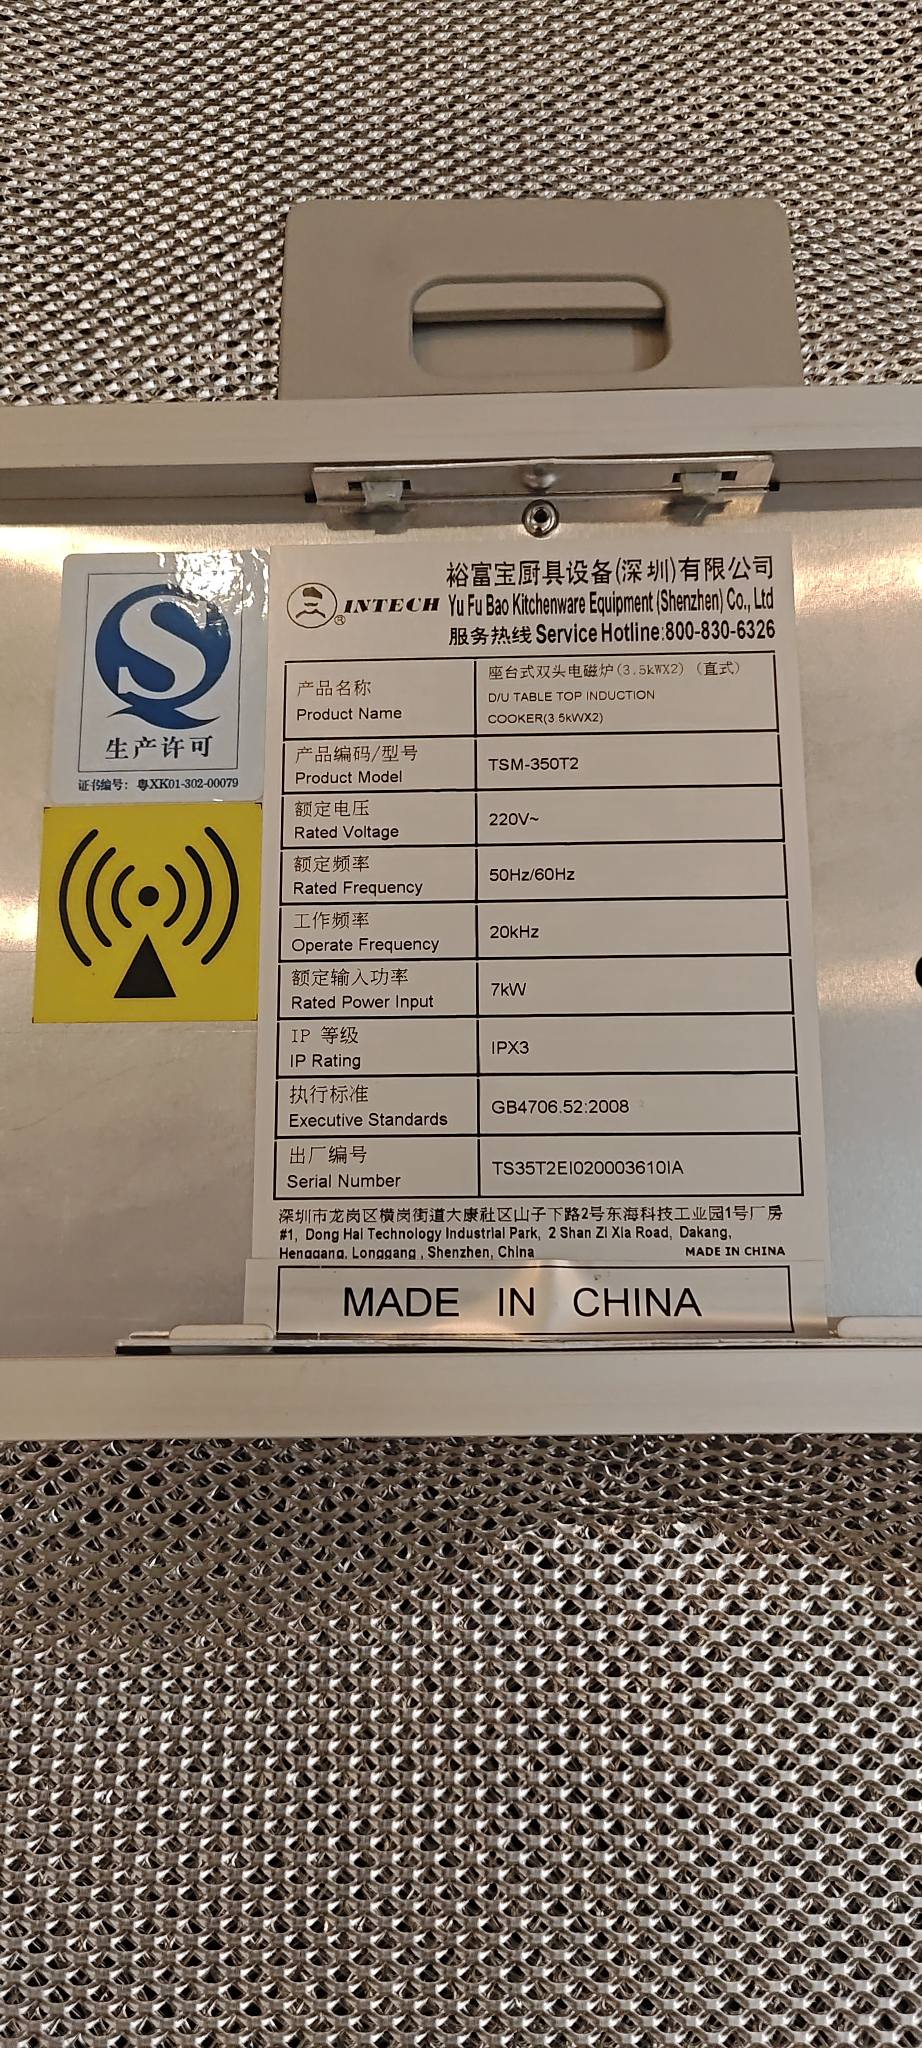 裕富宝厨具设备(深圳)有限公司
INTECH ® Yu Fu Bao Kitchenware Equipment (Shenzhen) Co., Ltd
服务热线 Service Hotline:800-830-6326
产品名称
Product Name
座台式双头电磁炉(3.5kWX2) (直式)
D/U TABLE TOP INDUCTION
COOKER(3.5kWX2)
产品编码/型号
Product Model
TSM-350T2
额定电压
Rated Voltage
220V~
额定频率
Rated Frequency
50Hz/60Hz
工作频率
Operate Frequency
20kHz
额定输入功率
Rated Power Input
7kW
IP 等级
IP Rating
IPX3
执行标准
Executive Standards
GB4706.52:2008
出厂编号
Serial Number
TS35T2EI020003610IA
深圳市龙岗区横岗街道大康社区山子下路2号东海科技工业园1号厂房
#1, Dong Hai Technology Industrial Park, 2 Shan Zi Xia Road, Dakang,
Henggang, Longgang, Shenzhen, China MADE IN CHINA
MADE IN CHINA
生产许可
证书编号：粤XK01-302-00079